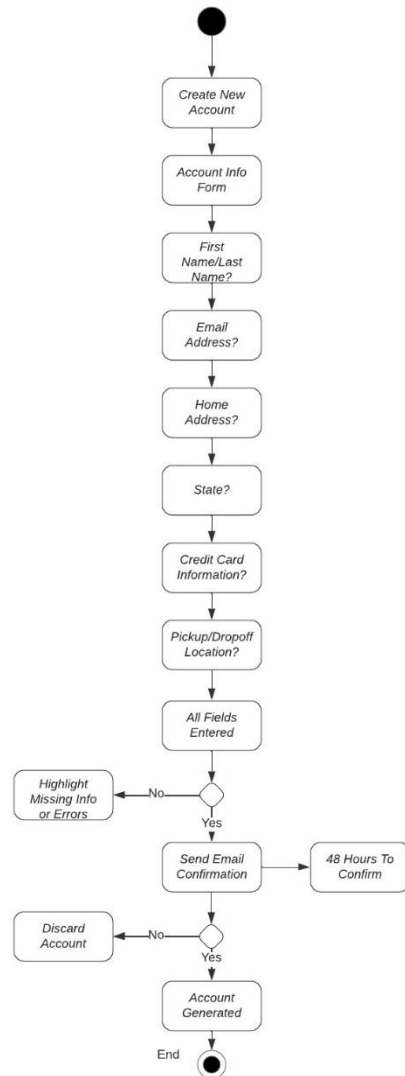 Create New
Account
Account Info
Form
First
Name/Last
Name?
Email
Address?
Home
Address?
State?
Credit Card
Information?
Pickup/Dropoff
Location?
All Fields
Entered
Highlight
Missing Info
or Errors
No
Yes
Send Email
Confirmation
48 Hours To
Confirm
Discard
Account
No
Yes
Account
Generated
End